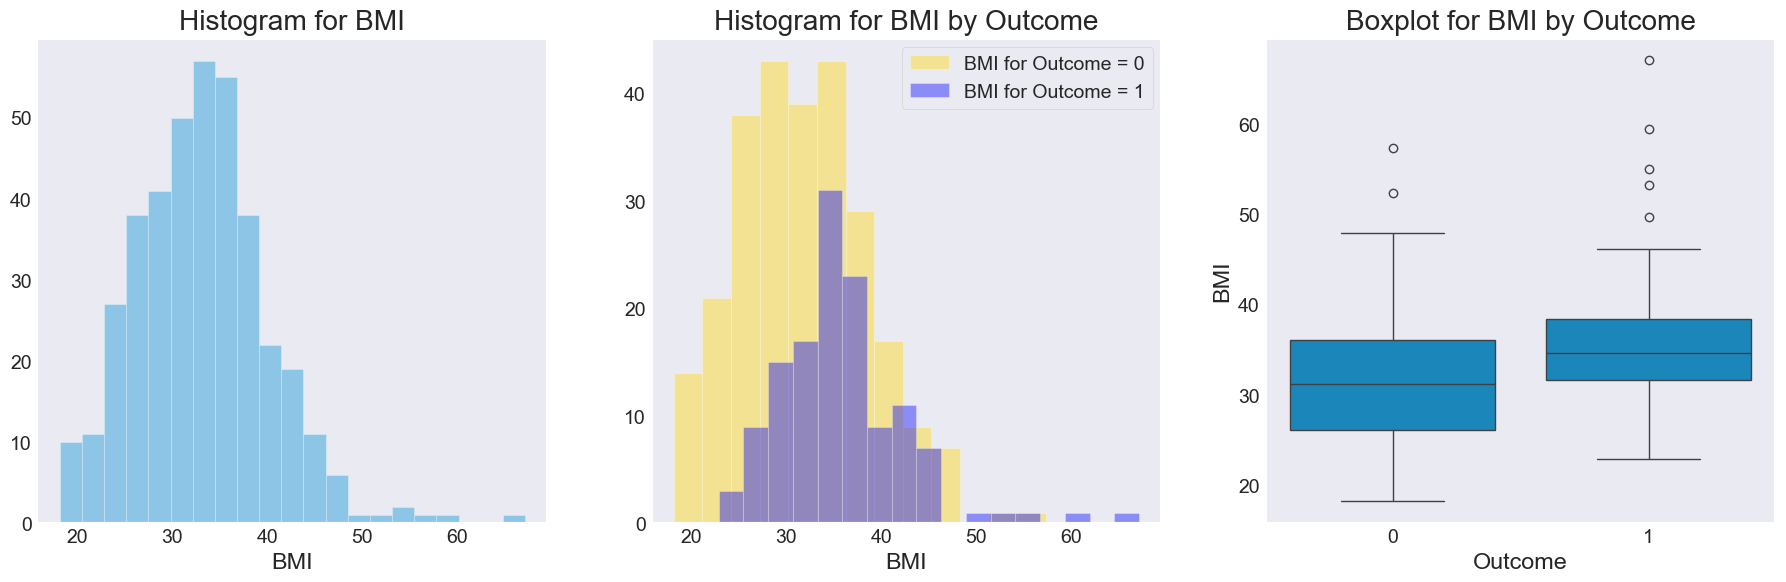 Histogram for BMI
50
40
30
20
10
0
20 30 40 50 60
BMI
Histogram for BMI by Outcome
BMI for Outcome = 0
BMI for Outcome = 1
40
30
20
10
0
20 30 40 50 60
BMI
Boxplot for BMI by Outcome
BMI
60
50
40
30
20
0 1
Outcome